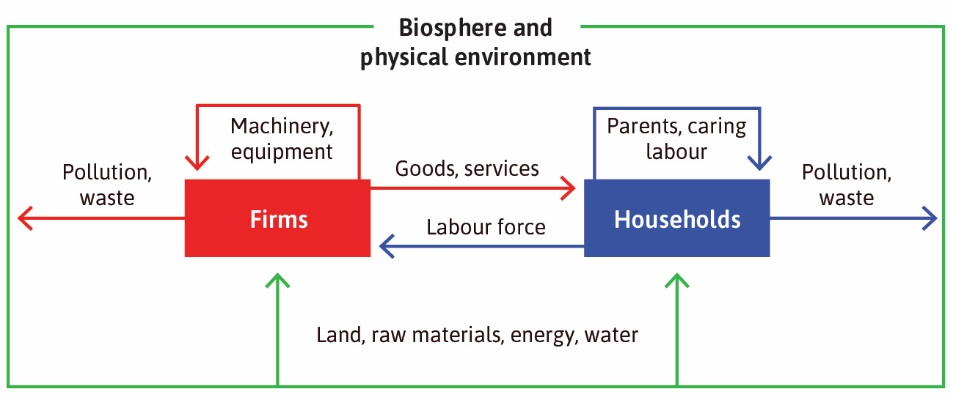 Biosphere and
physical environment
Machinery,
equipment
Parents, caring
labour
Pollution,
waste
Goods, services
Pollution,
waste
Firms
Households
Labour force
Land, raw materials, energy, water